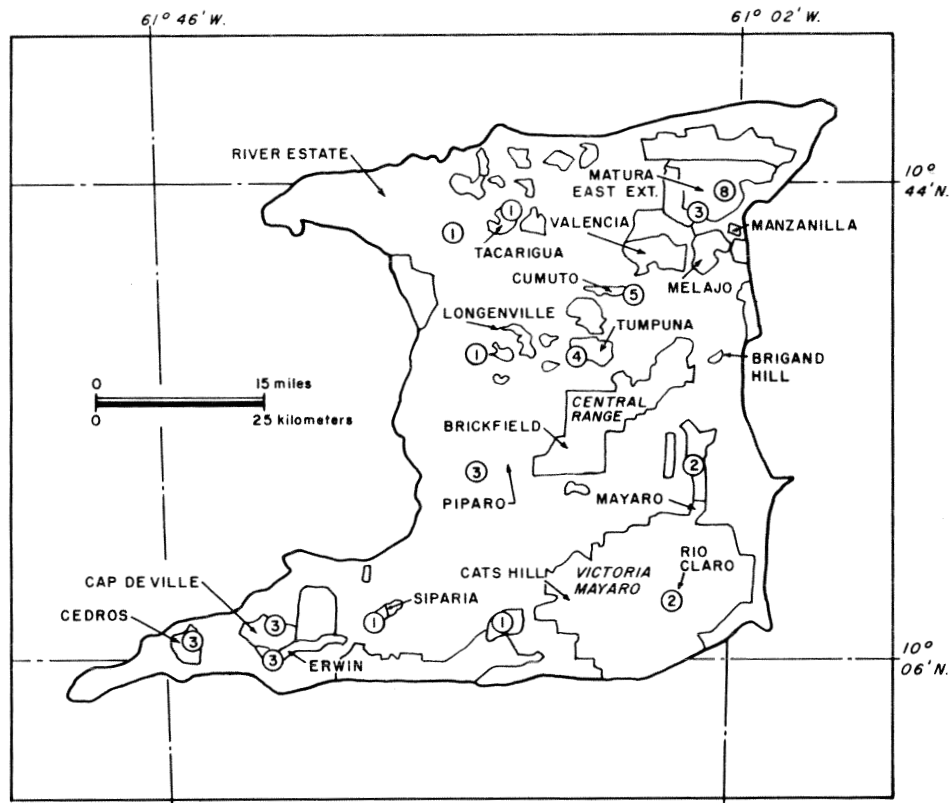 61° 46' W.
61° 02' W.
RIVER ESTATE
MATURA
EAST EXT.
8
10°
44' N.
1
3
1
VALENCIA
MANZANILLA
TACARIGUA
CUMUTO
MELAJO
5
LONGENVILLE
TUMPUNA
1
4
BRIGAND
HILL
0
15 miles
0
25 kilometers
CENTRAL
RANGE
BRICKFIELD
3
2
PIPARO
MAYARO
CAP DE VILLE
CATS HILL
VICTORIA
MAYARO
RIO
CLARO
2
CEDROS
SIPARIA
3
3
1
1
3
ERWIN
10°
06' N.